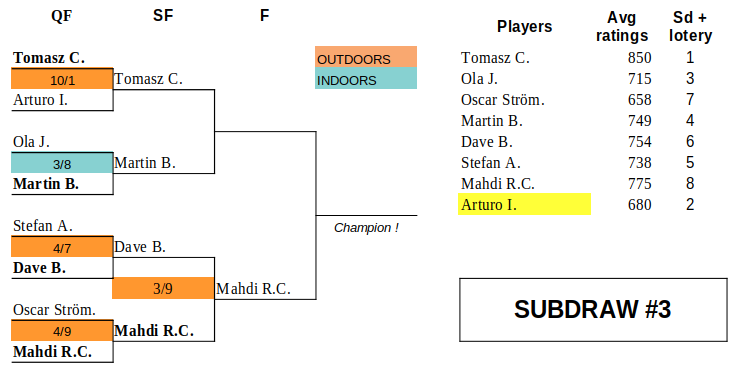 QF SF F
Tomasz C.
10/1 Tomasz C.
Arturo I.
Ola J.
3/8 Martin B.
Martin B.
Stefan A.
4/7 Dave B.
Dave B.
3/9 Mahdi R.C.
Oscar Ström.
4/9 Mahdi R.C.
Mahdi R.C.
Champion !
OUTDOORS
INDOORS
Players Avg ratings Sd + lotery
Tomasz C. 850 1
Ola J. 715 3
Oscar Ström. 658 7
Martin B. 749 4
Dave B. 754 6
Stefan A. 738 5
Mahdi R.C. 775 8
Arturo I. 680 2
SUBDRAW #3